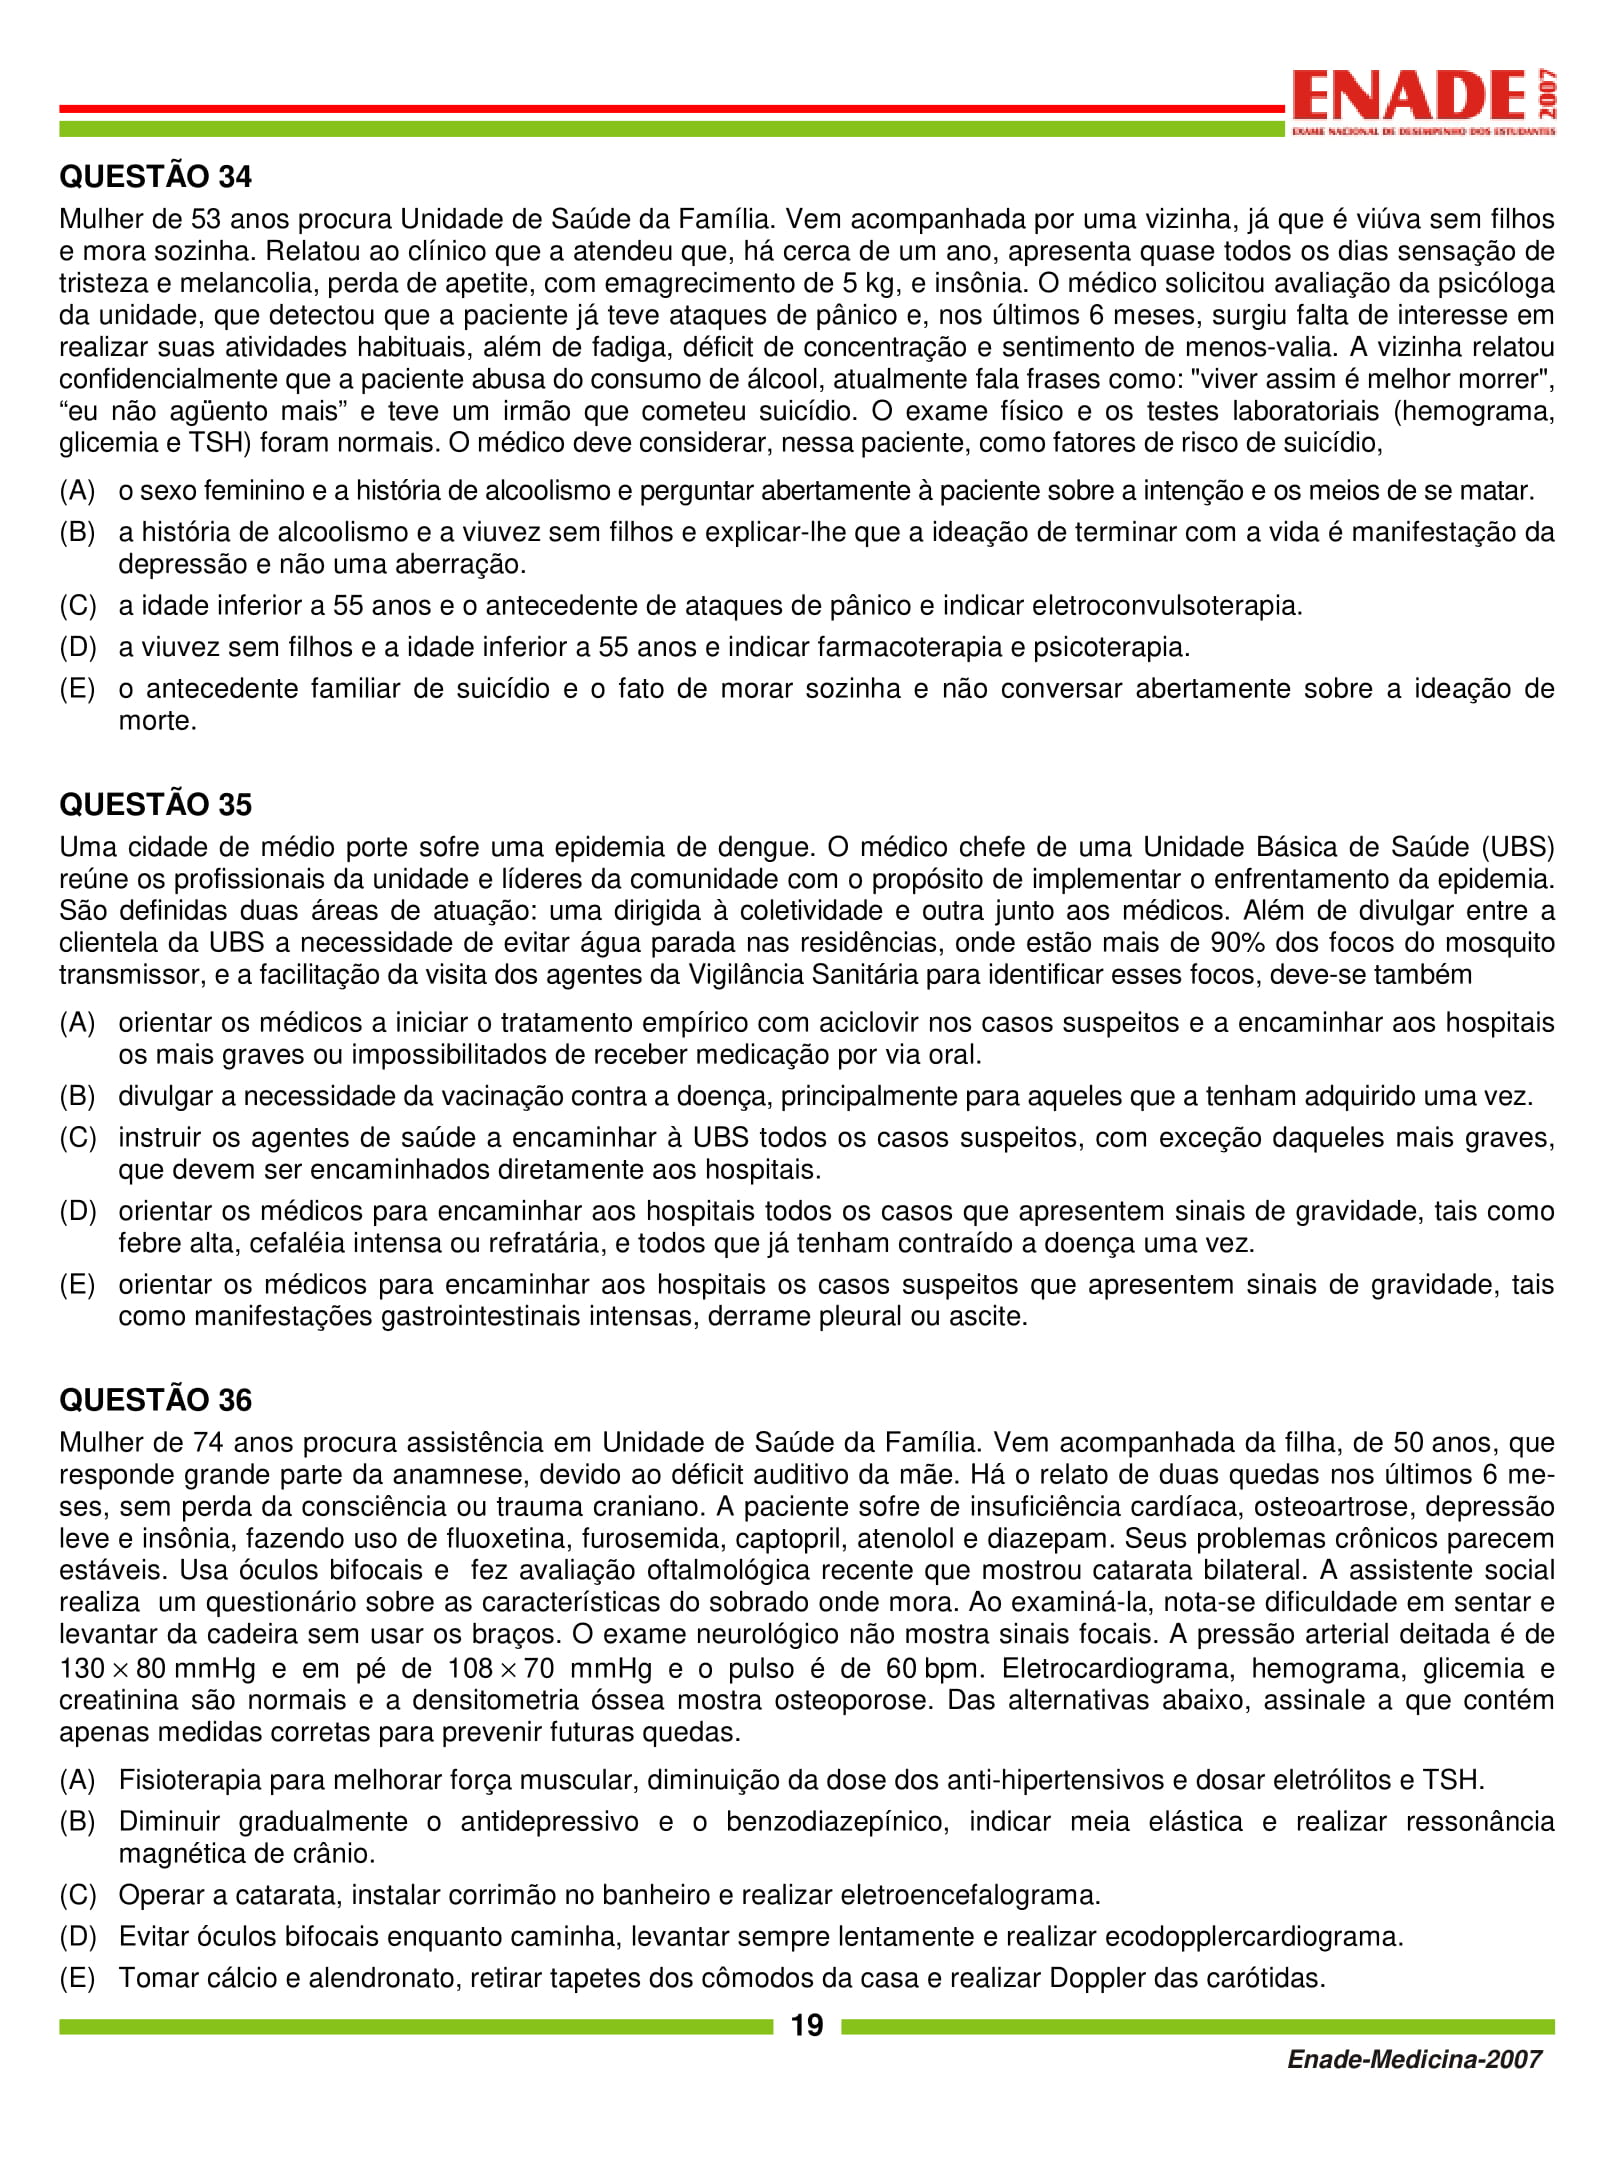 ENADE 2007
EXAME NACIONAL DE DESEMPENHO DOS ESTUDANTES
QUESTÃO 34
Mulher de 53 anos procura Unidade de Saúde da Família. Vem acompanhada por uma vizinha, já que é viúva sem filhos
e mora sozinha. Relatou ao clínico que a atendeu que, há cerca de um ano, apresenta quase todos os dias sensação de
tristeza e melancolia, perda de apetite, com emagrecimento de 5 kg, e insônia. O médico solicitou avaliação da psicóloga
da unidade, que detectou que a paciente já teve ataques de pânico e, nos últimos 6 meses, surgiu falta de interesse em
realizar suas atividades habituais, além de fadiga, déficit de concentração e sentimento de menos-valia. A vizinha relatou
confidencialmente que a paciente abusa do consumo de álcool, atualmente fala frases como: "viver assim é melhor morrer",
“eu não agüento mais” e teve um irmão que cometeu suicídio. O exame físico e os testes laboratoriais (hemograma,
glicemia e TSH) foram normais. O médico deve considerar, nessa paciente, como fatores de risco de suicídio,
(A) o sexo feminino e a história de alcoolismo e perguntar abertamente à paciente sobre a intenção e os meios de se matar.
(B) a história de alcoolismo e a viuvez sem filhos e explicar-lhe que a ideação de terminar com a vida é manifestação da
depressão e não uma aberração.
(C) a idade inferior a 55 anos e o antecedente de ataques de pânico e indicar eletroconvulsoterapia.
(D) a viuvez sem filhos e a idade inferior a 55 anos e indicar farmacoterapia e psicoterapia.
(E) o antecedente familiar de suicídio e o fato de morar sozinha e não conversar abertamente sobre a ideação de
morte.
QUESTÃO 35
Uma cidade de médio porte sofre uma epidemia de dengue. O médico chefe de uma Unidade Básica de Saúde (UBS)
reúne os profissionais da unidade e líderes da comunidade com o propósito de implementar o enfrentamento da epidemia.
São definidas duas áreas de atuação: uma dirigida à coletividade e outra junto aos médicos. Além de divulgar entre a
clientela da UBS a necessidade de evitar água parada nas residências, onde estão mais de 90% dos focos do mosquito
transmissor, e a facilitação da visita dos agentes da Vigilância Sanitária para identificar esses focos, deve-se também
(A) orientar os médicos a iniciar o tratamento empírico com aciclovir nos casos suspeitos e a encaminhar aos hospitais
os mais graves ou impossibilitados de receber medicação por via oral.
(B) divulgar a necessidade da vacinação contra a doença, principalmente para aqueles que a tenham adquirido uma vez.
(C) instruir os agentes de saúde a encaminhar à UBS todos os casos suspeitos, com exceção daqueles mais graves,
que devem ser encaminhados diretamente aos hospitais.
(D) orientar os médicos para encaminhar aos hospitais todos os casos que apresentem sinais de gravidade, tais como
febre alta, cefaléia intensa ou refratária, e todos que já tenham contraído a doença uma vez.
(E) orientar os médicos para encaminhar aos hospitais os casos suspeitos que apresentem sinais de gravidade, tais
como manifestações gastrointestinais intensas, derrame pleural ou ascite.
QUESTÃO 36
Mulher de 74 anos procura assistência em Unidade de Saúde da Família. Vem acompanhada da filha, de 50 anos, que
responde grande parte da anamnese, devido ao déficit auditivo da mãe. Há o relato de duas quedas nos últimos 6 me-
ses, sem perda da consciência ou trauma craniano. A paciente sofre de insuficiência cardíaca, osteoartrose, depressão
leve e insônia, fazendo uso de fluoxetina, furosemida, captopril, atenolol e diazepam. Seus problemas crônicos parecem
estáveis. Usa óculos bifocais e fez avaliação oftalmológica recente que mostrou catarata bilateral. A assistente social
realiza um questionário sobre as características do sobrado onde mora. Ao examiná-la, nota-se dificuldade em sentar e
levantar da cadeira sem usar os braços. O exame neurológico não mostra sinais focais. A pressão arterial deitada é de
130 × 80 mmHg e em pé de 108 × 70 mmHg e o pulso é de 60 bpm. Eletrocardiograma, hemograma, glicemia e
creatinina são normais e a densitometria óssea mostra osteoporose. Das alternativas abaixo, assinale a que contém
apenas medidas corretas para prevenir futuras quedas.
(A) Fisioterapia para melhorar força muscular, diminuição da dose dos anti-hipertensivos e dosar eletrólitos e TSH.
(B) Diminuir gradualmente o antidepressivo e o benzodiazepínico, indicar meia elástica e realizar ressonância
magnética de crânio.
(C) Operar a catarata, instalar corrimão no banheiro e realizar eletroencefalograma.
(D) Evitar óculos bifocais enquanto caminha, levantar sempre lentamente e realizar ecodopplercardiograma.
(E) Tomar cálcio e alendronato, retirar tapetes dos cômodos da casa e realizar Doppler das carótidas.
19
Enade-Medicina-2007